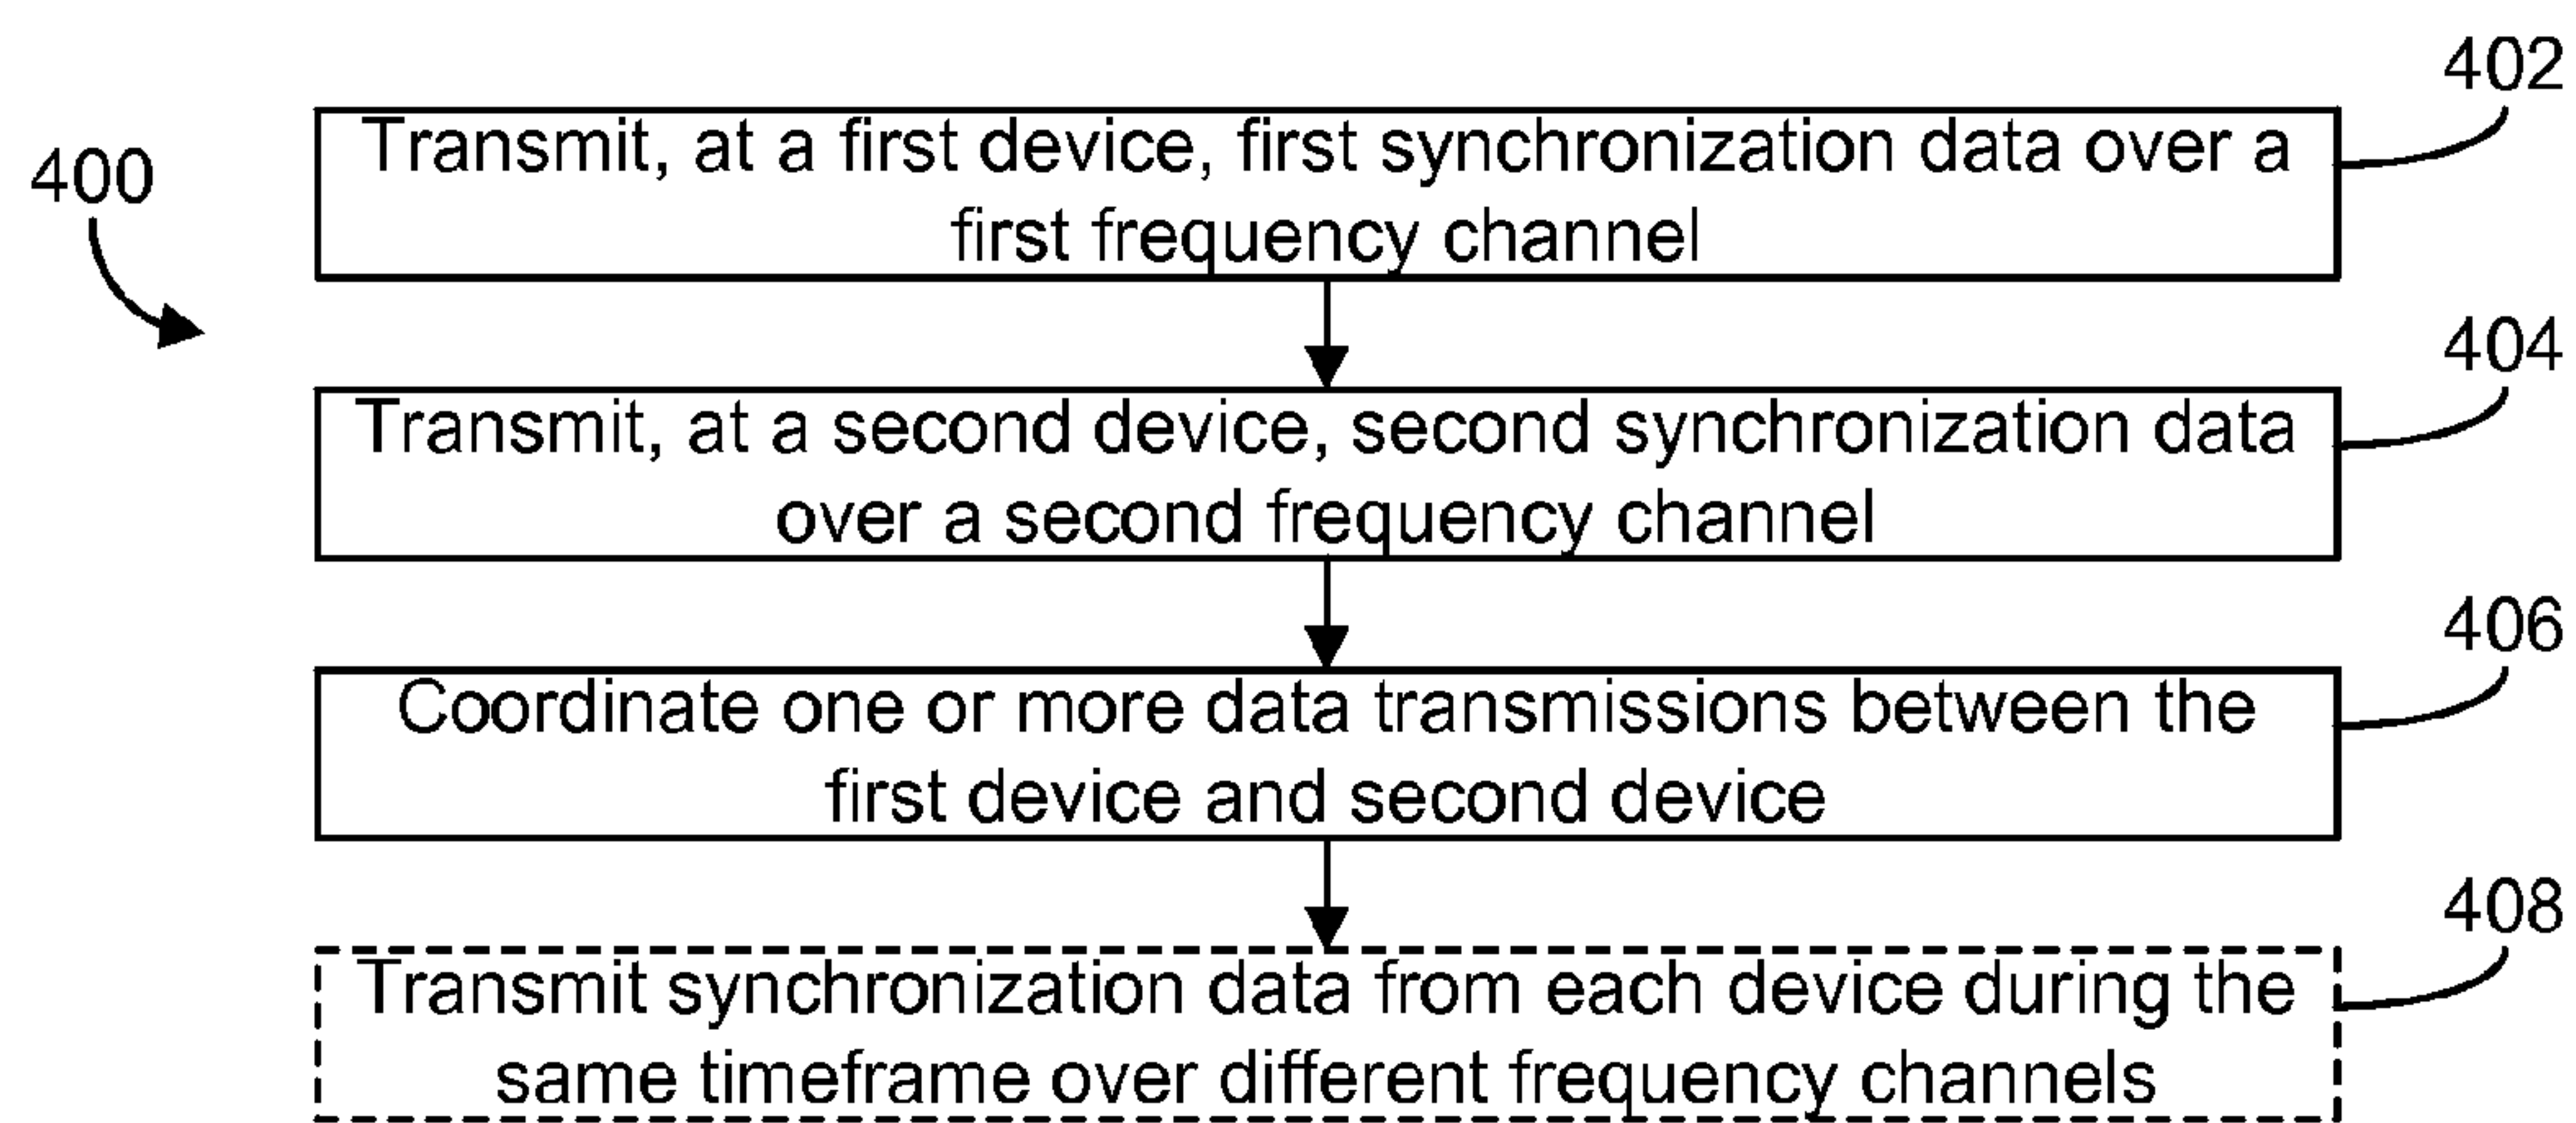 402
400
Transmit, at a first device, first synchronization data over a
first frequency channel
404
Transmit, at a second device, second synchronization data
over a second frequency channel
406
Coordinate one or more data transmissions between the
first device and second device
408
Transmit synchronization data from each device during the
same timeframe over different frequency channels